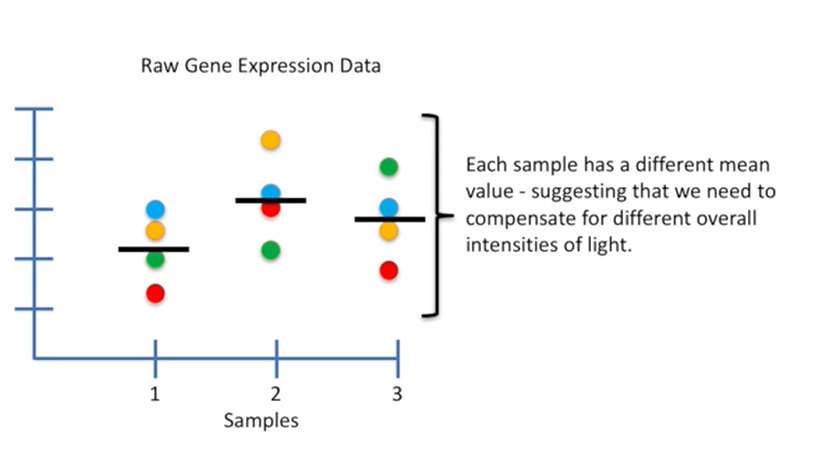 Raw Gene Expression Data
Each sample has a different mean
value - suggesting that we need to
compensate for different overall
intensities of light.
1
2
3
Samples